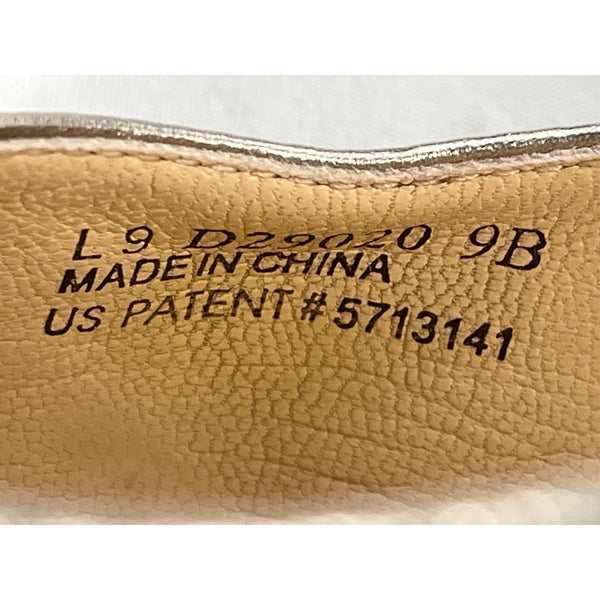 L 9 D29020 9B
MADE IN CHINA
US PATENT # 5713141